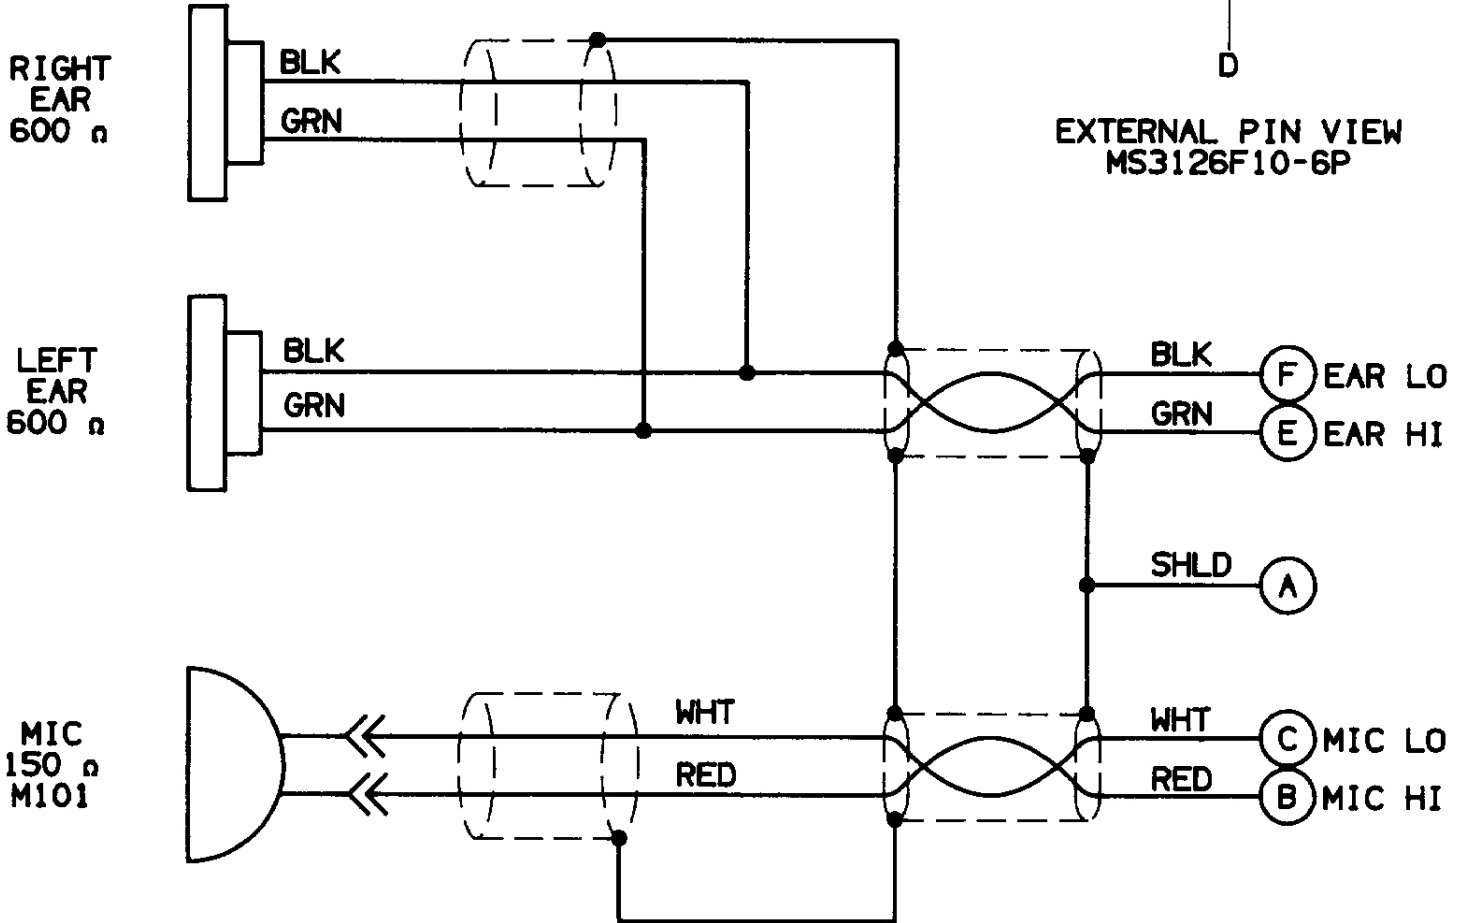 RIGHT
EAR
600 Ω
BLK
GRN
D
EXTERNAL PIN VIEW
MS3126F10-6P
LEFT
EAR
600 Ω
BLK
GRN
BLK
F
EAR LO
GRN
E
EAR HI
SHLD
A
MIC
150 Ω
M101
WHT
RED
WHT
C
MIC LO
RED
B
MIC HI